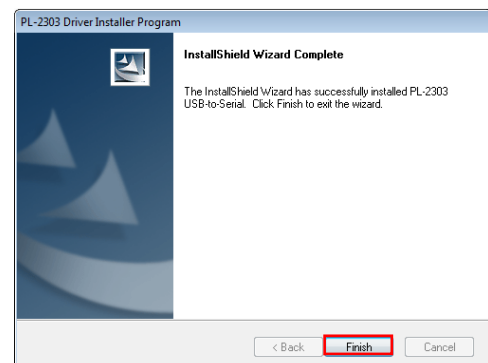 PL-2303 Driver Installer Program
InstallShield Wizard Complete
The InstallShield Wizard has successfully installed PL-2303
USB-to-Serial. Click Finish to exit the wizard.
< Back Finish Cancel